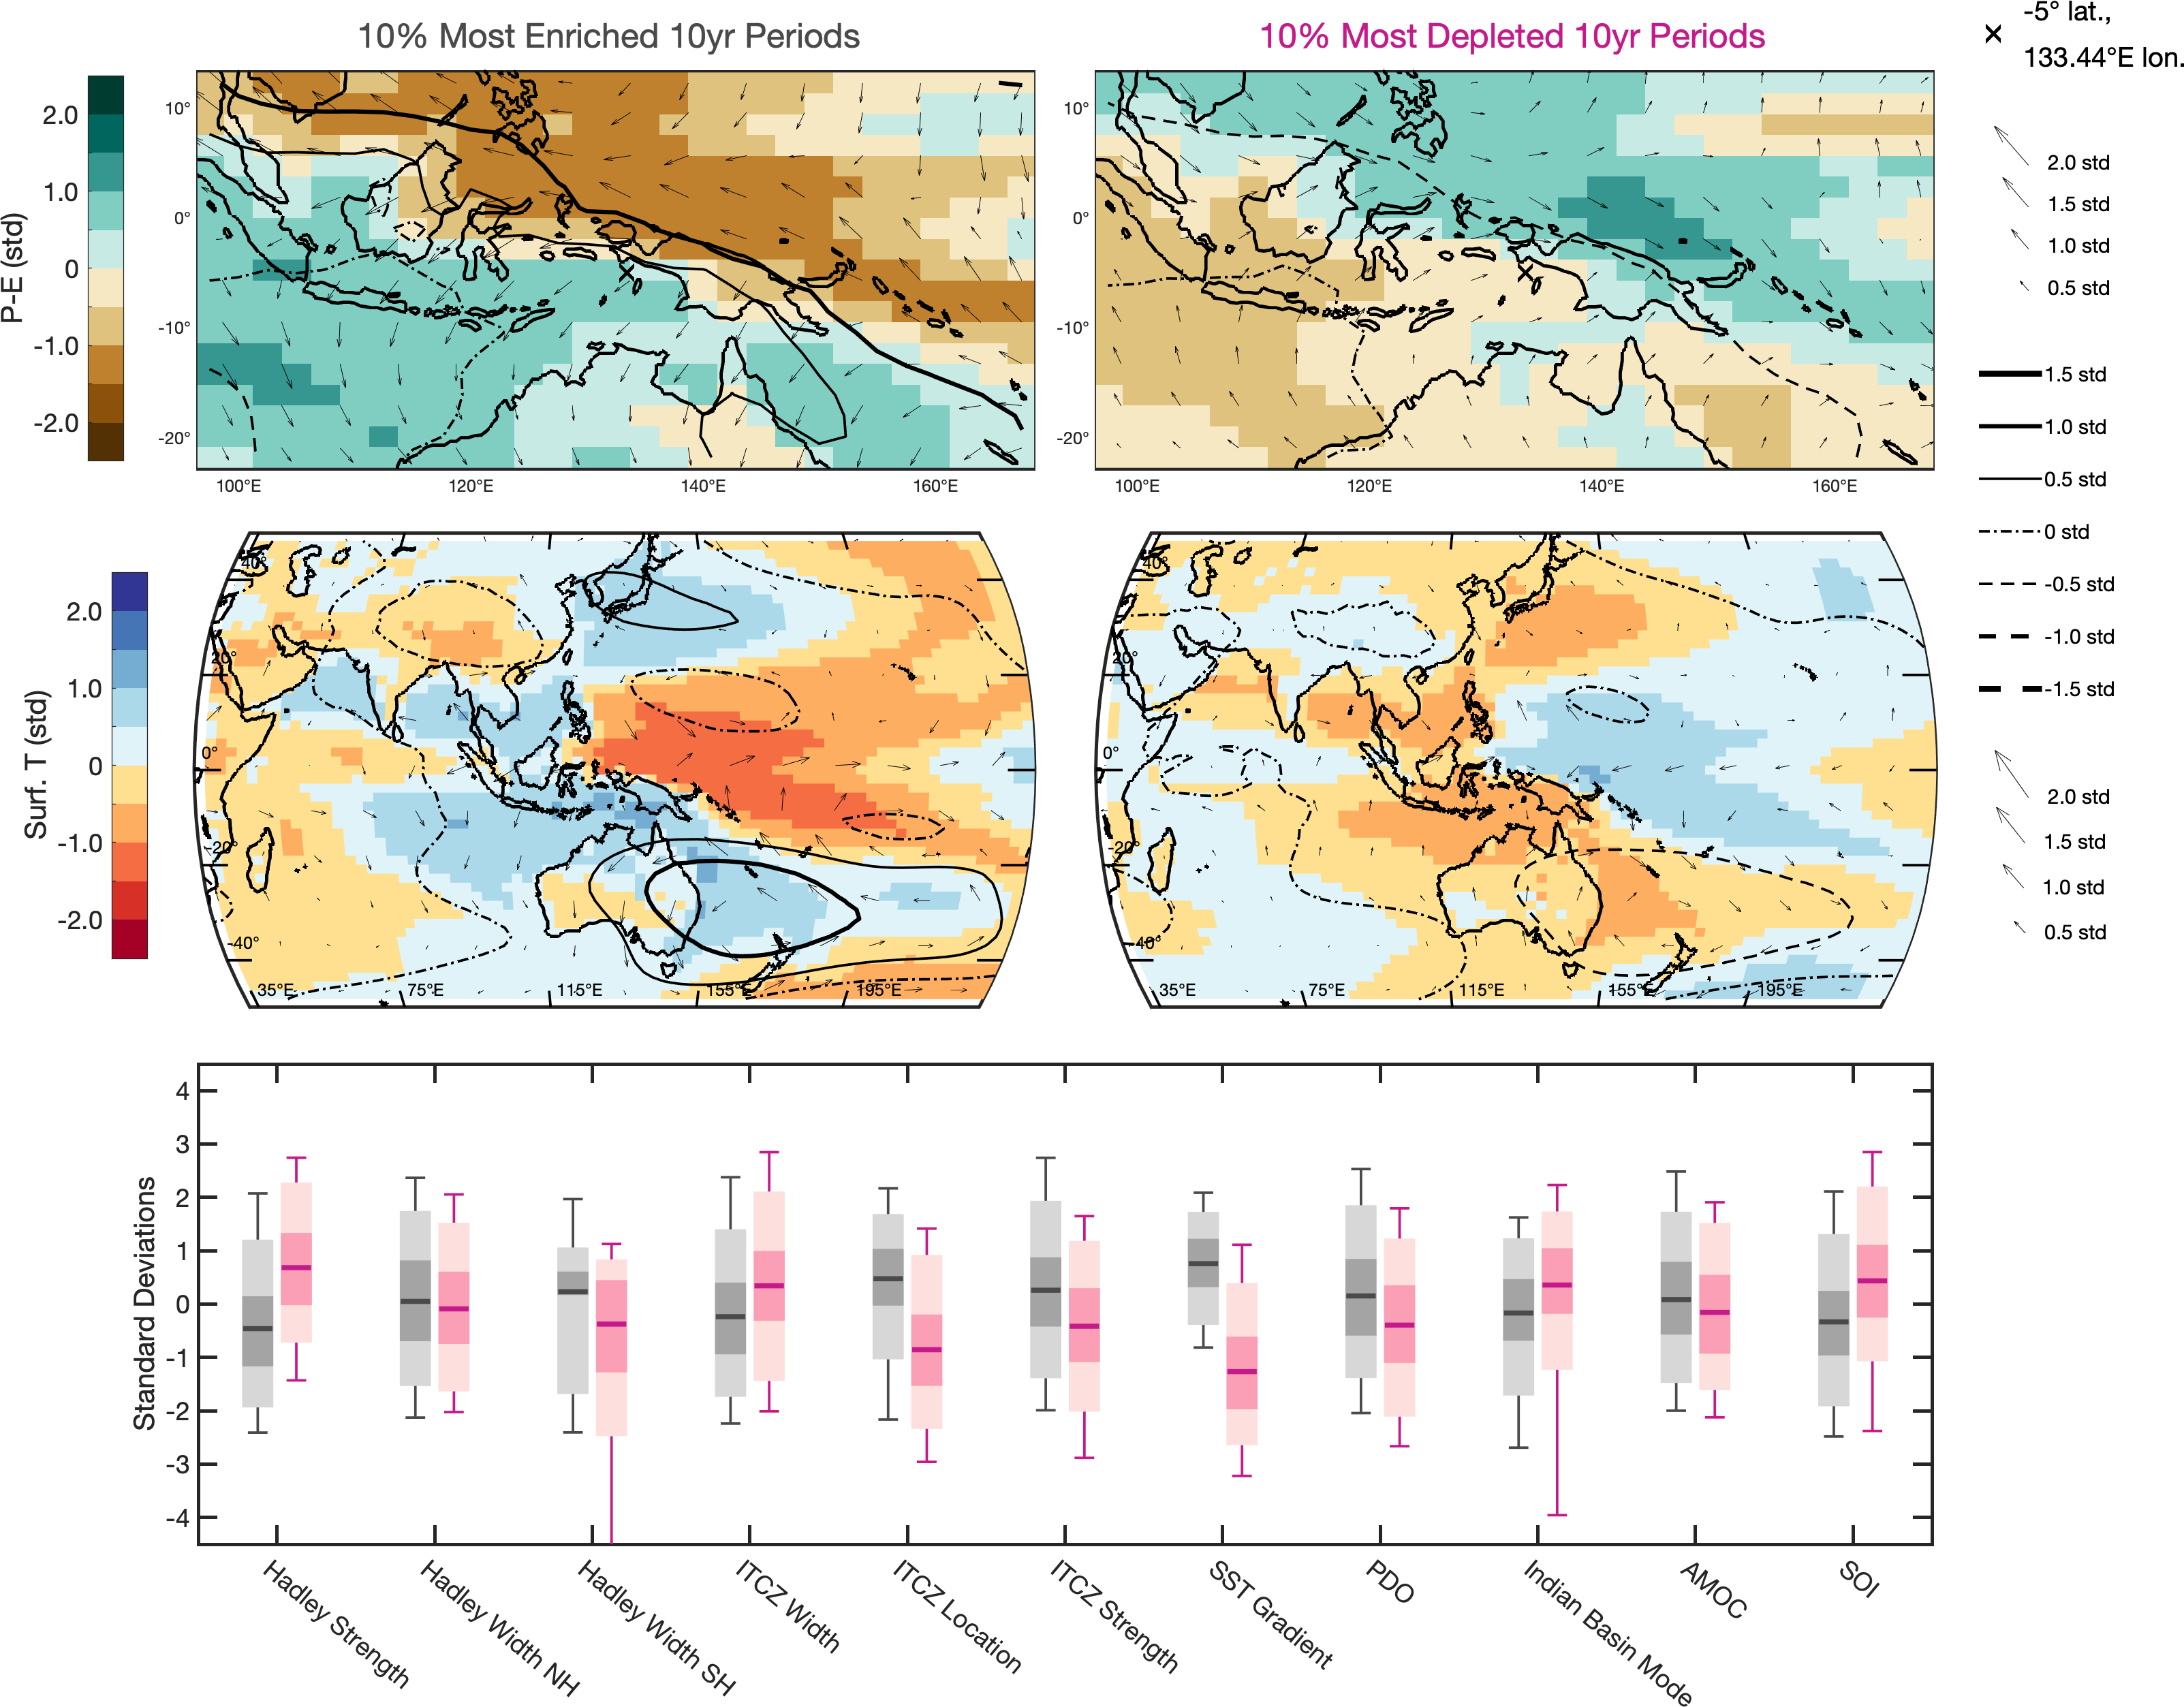 10% Most Enriched 10yr Periods
10% Most Depleted 10yr Periods
-5° lat.,
133.44°E lon.
P-E (std)
2.0
1.0
0
-1.0
-2.0
10°
0°
-10°
-20°
100°E
120°E
140°E
160°E
10°
0°
-10°
-20°
100°E
120°E
140°E
160°E
2.0 std
1.5 std
1.0 std
0.5 std
1.5 std
1.0 std
0.5 std
0 std
-0.5 std
-1.0 std
-1.5 std
Surf. T (std)
2.0
1.0
0
-1.0
-2.0
40°
20°
0°
-20°
-40°
35°E
75°E
115°E
155°E
195°E
40°
20°
0°
-20°
-40°
35°E
75°E
115°E
155°E
195°E
2.0 std
1.5 std
1.0 std
0.5 std
Standard Deviations
4
3
2
1
0
-1
-2
-3
-4
Hadley Strength
Hadley Width NH
Hadley Width SH
ITCZ Width
ITCZ Location
ITCZ Strength
SST Gradient
PDO
Indian Basin Mode
AMOC
SOI